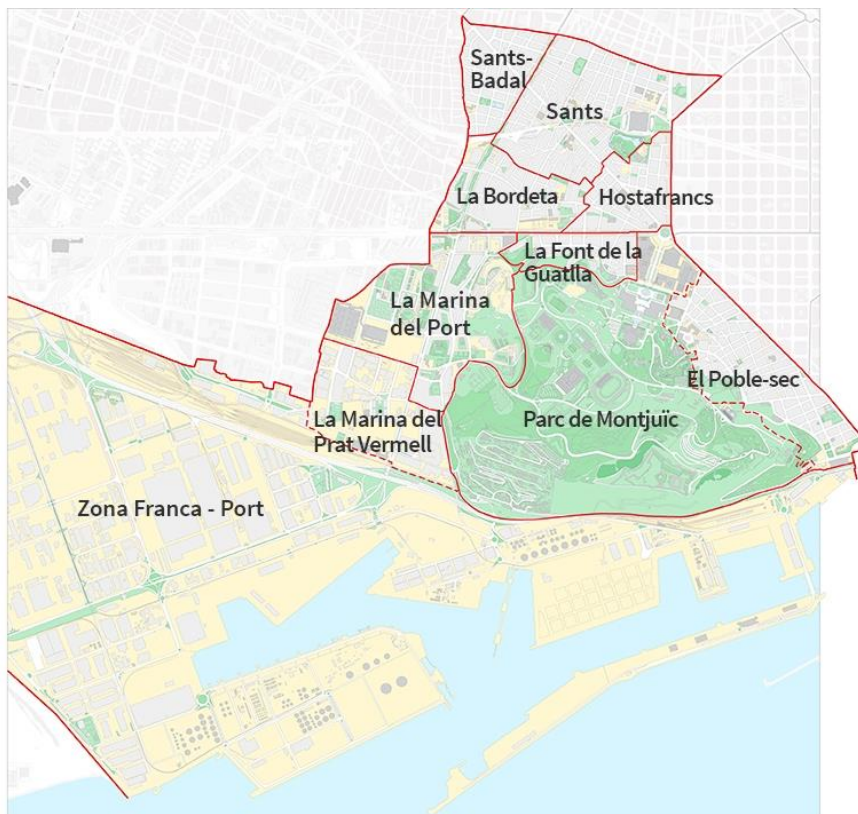 Sants-
Badal
Sants
La Bordeta
Hostafrancs
La Font de la
Guatlla
La Marina
del Port
El Poble-sec
La Marina del
Prat Vermell
Parc de Montjuïc
Zona Franca - Port